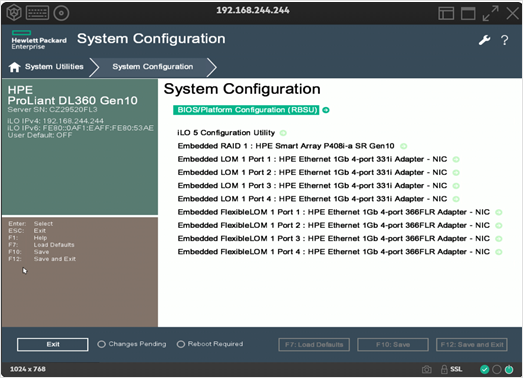 192.168.244.244
Hewlett Packard
Enterprise
System Configuration
?
System Utilities
System Configuration
HPE
ProLiant DL360 Gen10
Server SN: CZ29520FL3
iLO IPv4: 192.168.244.244
iLO IPv6: FE80::0AF1:EAFF:FE80:53AE
User Default: OFF
Enter: Select
ESC: Exit
F1: Help
F7: Load Defaults
F10: Save
F12: Save and Exit
System Configuration
BIOS/Platform Configuration (RBSU)
iLO 5 Configuration Utility
Embedded RAID 1 : HPE Smart Array P408i-a SR Gen10
Embedded LOM 1 Port 1 : HPE Ethernet 1Gb 4-port 331i Adapter - NIC
Embedded LOM 1 Port 2 : HPE Ethernet 1Gb 4-port 331i Adapter - NIC
Embedded LOM 1 Port 3 : HPE Ethernet 1Gb 4-port 331i Adapter - NIC
Embedded LOM 1 Port 4 : HPE Ethernet 1Gb 4-port 331i Adapter - NIC
Embedded FlexibleLOM 1 Port 1 : HPE Ethernet 1Gb 4-port 366FLR Adapter - NIC
Embedded FlexibleLOM 1 Port 2 : HPE Ethernet 1Gb 4-port 366FLR Adapter - NIC
Embedded FlexibleLOM 1 Port 3 : HPE Ethernet 1Gb 4-port 366FLR Adapter - NIC
Embedded FlexibleLOM 1 Port 4 : HPE Ethernet 1Gb 4-port 366FLR Adapter - NIC
Exit
Changes Pending
Reboot Required
F7: Load Defaults
F10: Save
F12: Save and Exit
1024 x 768
SSL